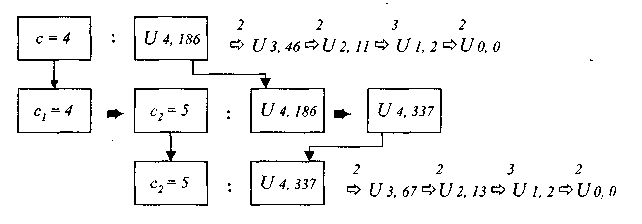 2 2 3 2
c = 4 : U 4, 186 ⇨ U 3, 46 ⇨ U 2, 11 ⇨ U 1, 2 ⇨ U 0, 0
c₁ = 4 c₂ = 5 : U 4, 186 U 4, 337
2 2 3 2
c₂ = 5 : U 4, 337 ⇨ U 3, 67 ⇨ U 2, 13 ⇨ U 1, 2 ⇨ U 0, 0